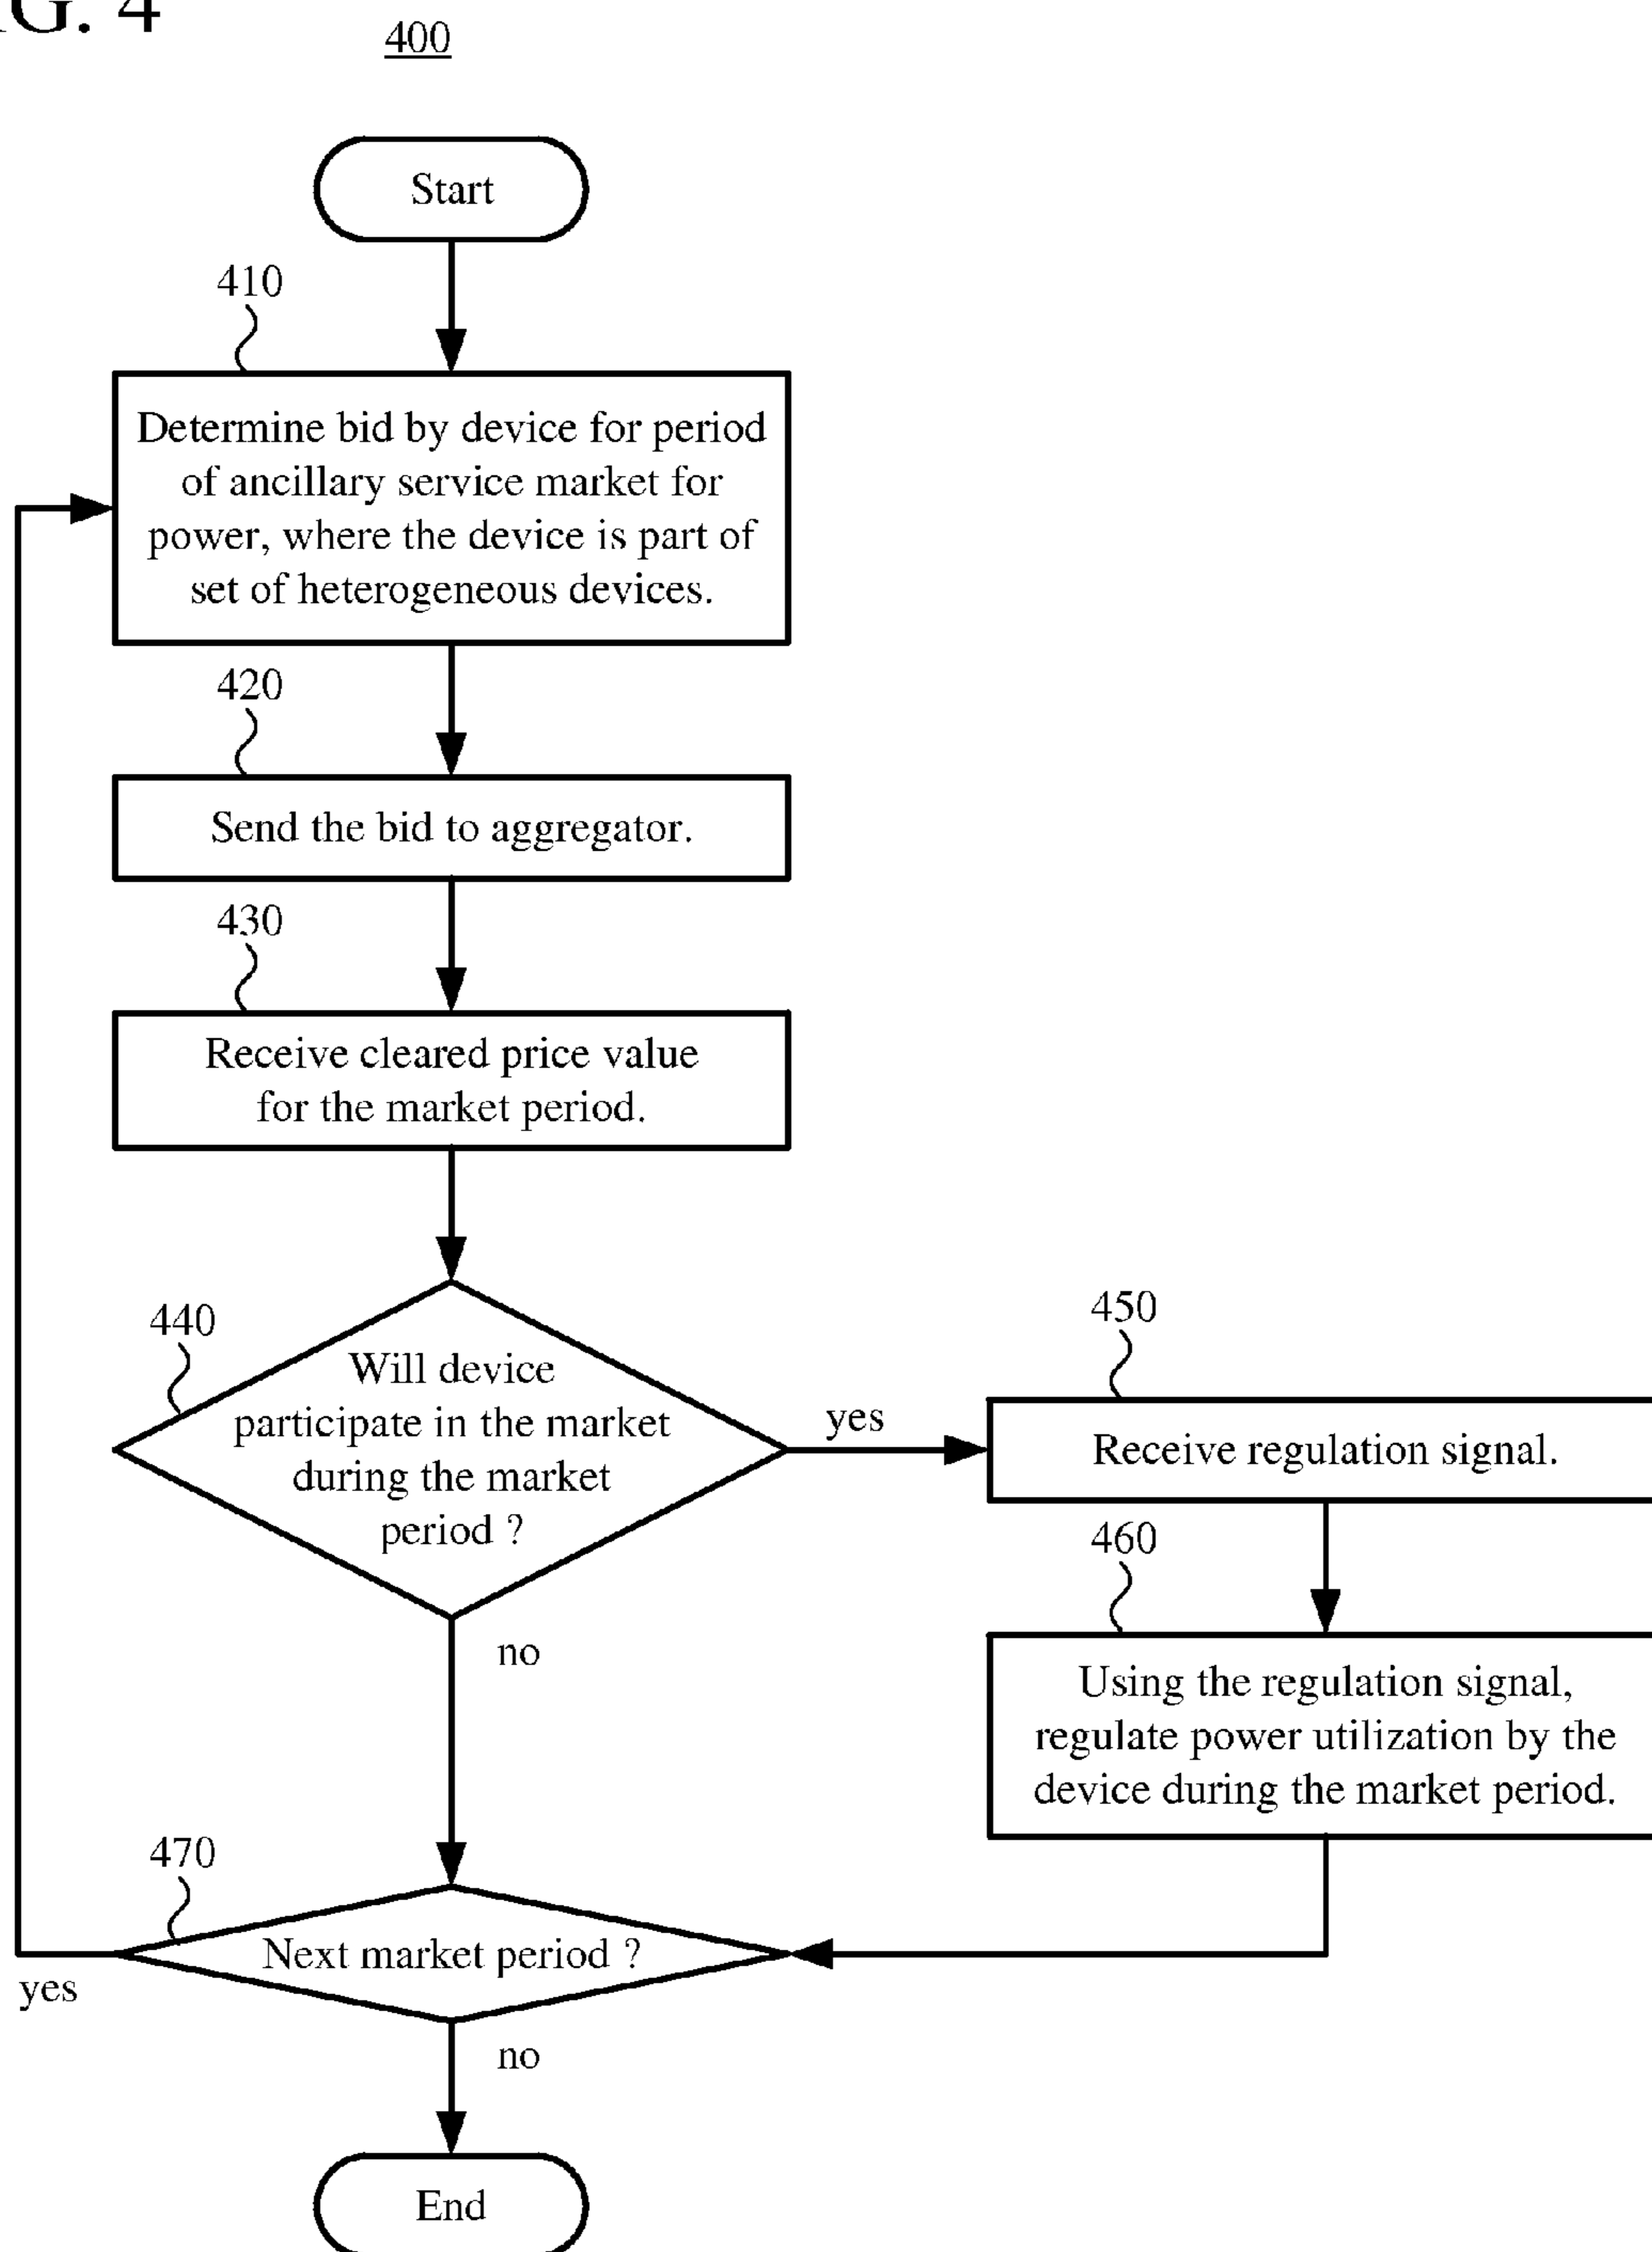 G. 4
400
Start
410
Determine bid by device for period
of ancillary service market for
power, where the device is part of
set of heterogeneous devices.
420
Send the bid to aggregator.
430
Receive cleared price value
for the market period.
440
Will device
participate in the market
during the market
period ?
yes
450
Receive regulation signal.
460
Using the regulation signal,
regulate power utilization by the
device during the market period.
no
470
Next market period ?
yes
no
End